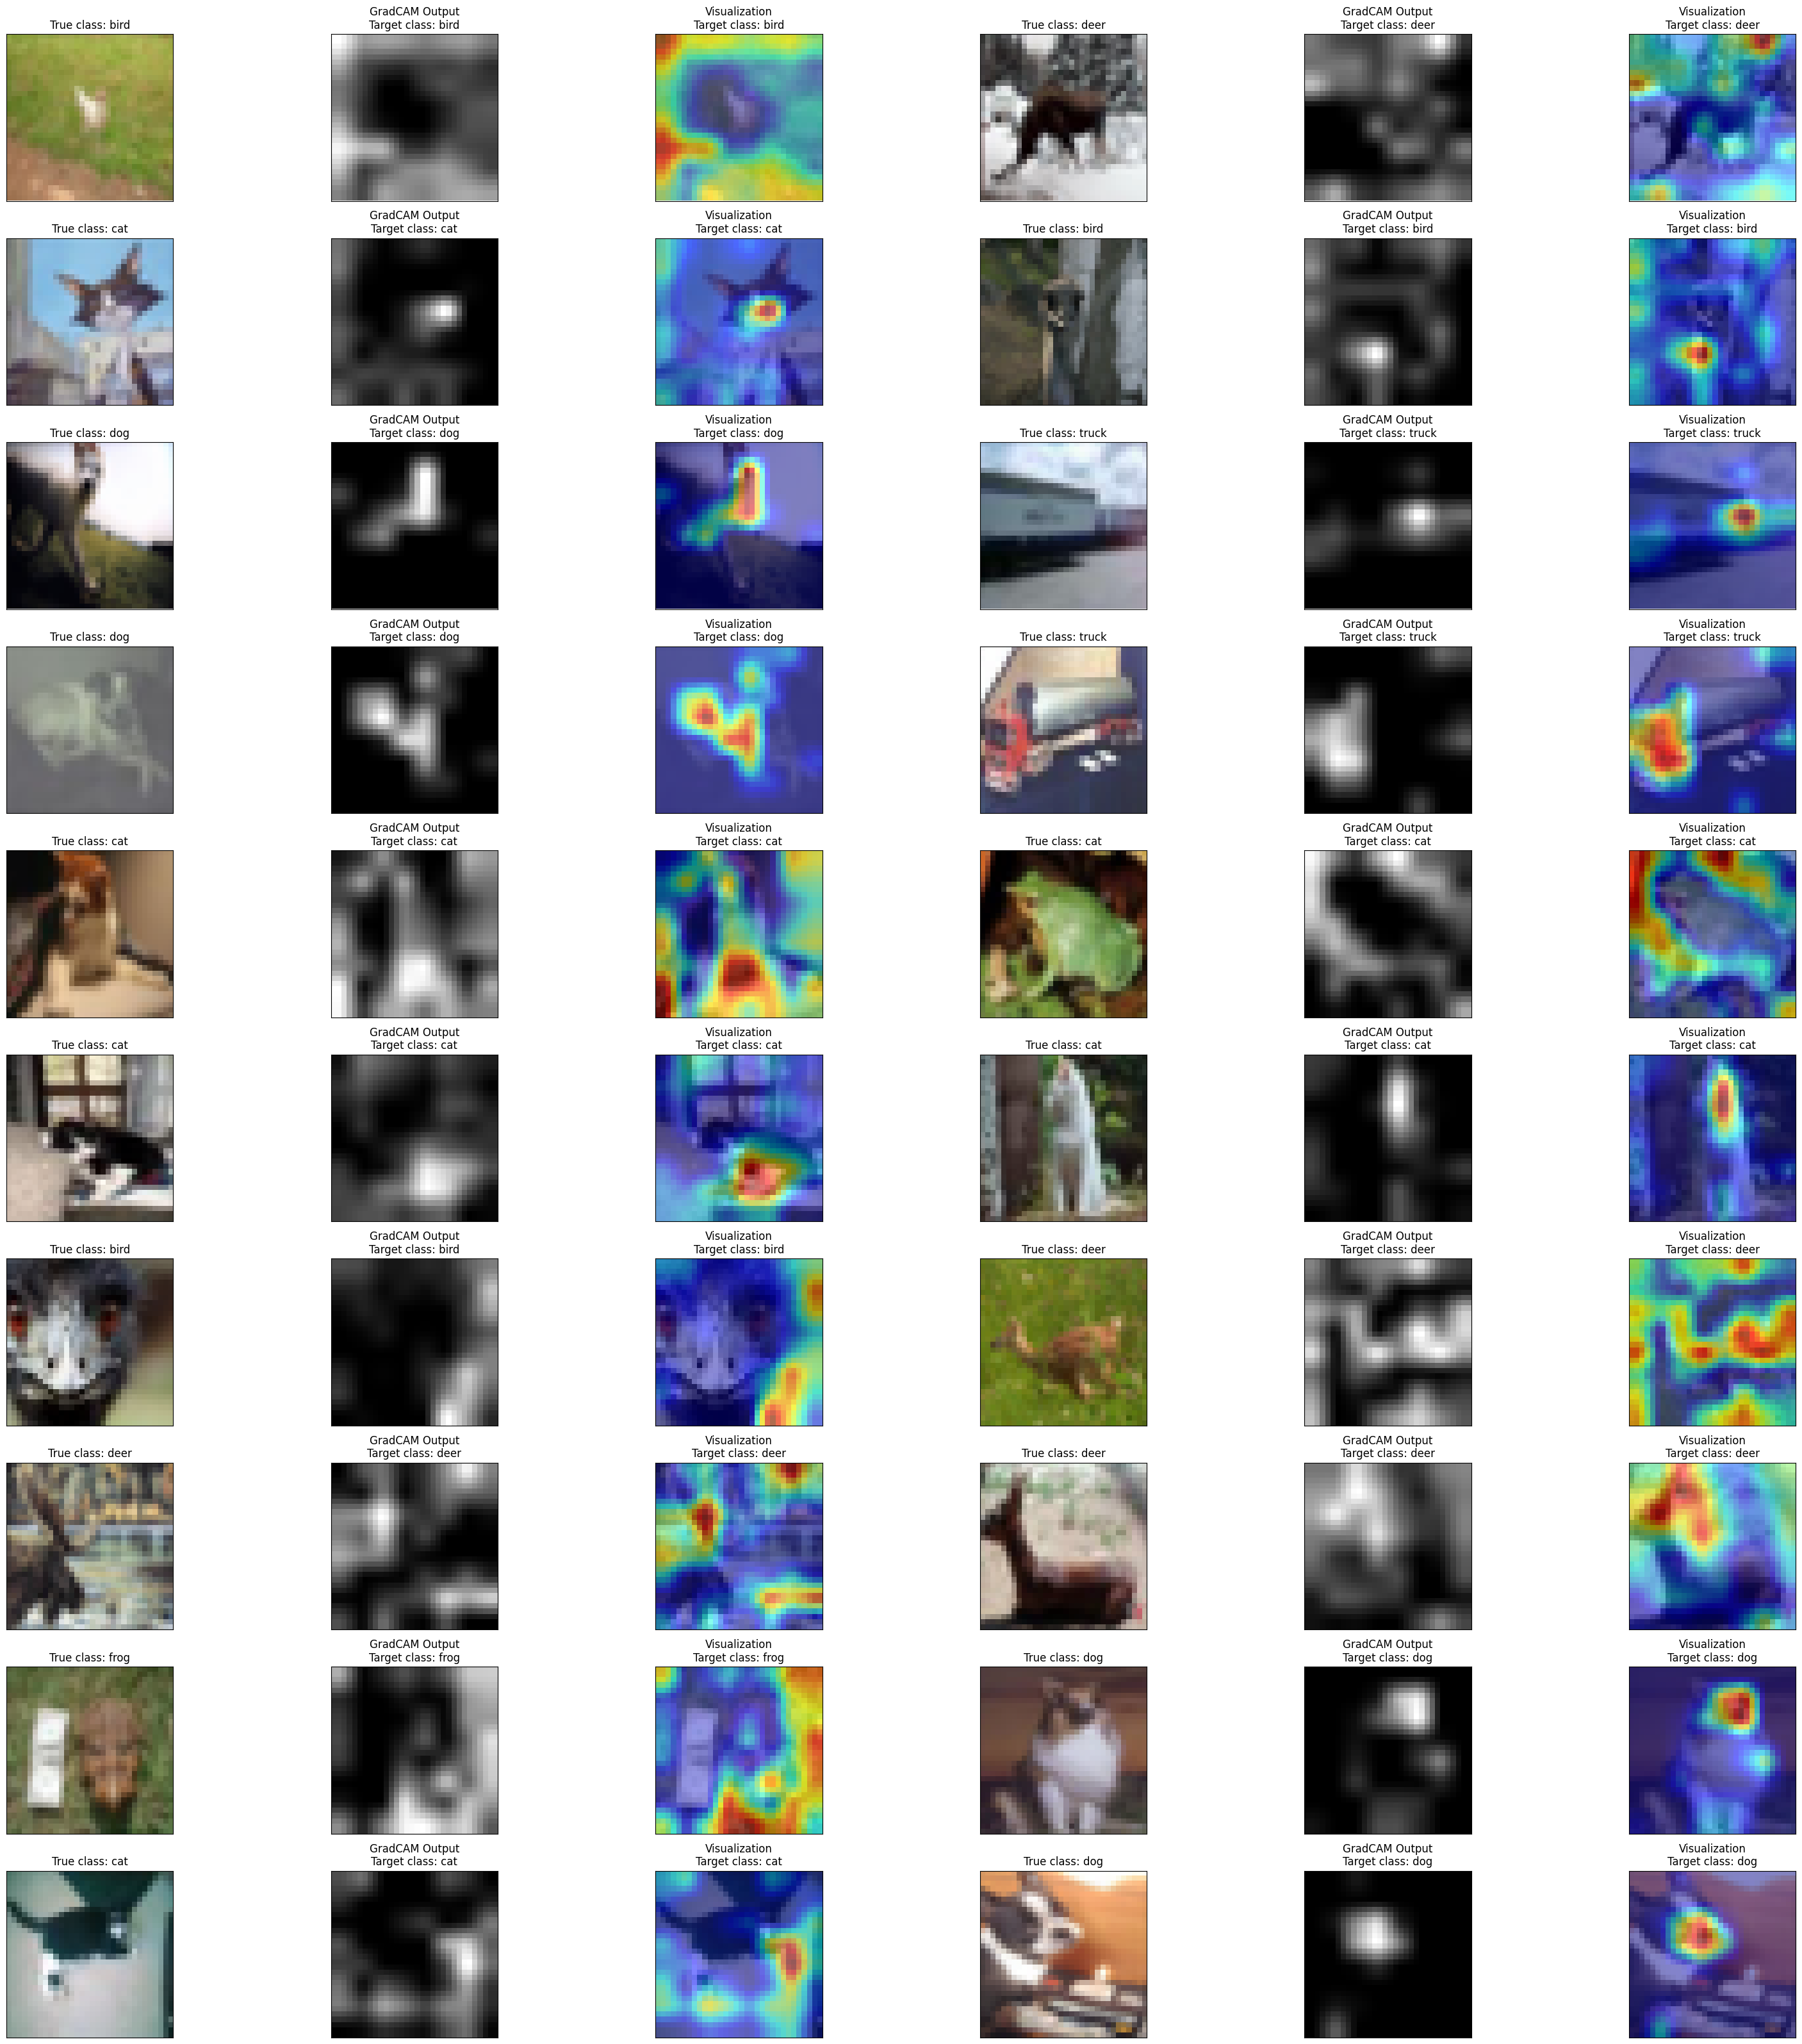 True class: bird
GradCAM Output
Target class: bird
Visualization
Target class: bird
True class: deer
GradCAM Output
Target class: deer
Visualization
Target class: deer
True class: cat
GradCAM Output
Target class: cat
Visualization
Target class: cat
True class: bird
GradCAM Output
Target class: bird
Visualization
Target class: bird
True class: dog
GradCAM Output
Target class: dog
Visualization
Target class: dog
True class: truck
GradCAM Output
Target class: truck
Visualization
Target class: truck
True class: dog
GradCAM Output
Target class: dog
Visualization
Target class: dog
True class: truck
GradCAM Output
Target class: truck
Visualization
Target class: truck
True class: cat
GradCAM Output
Target class: cat
Visualization
Target class: cat
True class: cat
GradCAM Output
Target class: cat
Visualization
Target class: cat
True class: cat
GradCAM Output
Target class: cat
Visualization
Target class: cat
True class: cat
GradCAM Output
Target class: cat
Visualization
Target class: cat
True class: bird
GradCAM Output
Target class: bird
Visualization
Target class: bird
True class: deer
GradCAM Output
Target class: deer
Visualization
Target class: deer
True class: deer
GradCAM Output
Target class: deer
Visualization
Target class: deer
True class: deer
GradCAM Output
Target class: deer
Visualization
Target class: deer
True class: frog
GradCAM Output
Target class: frog
Visualization
Target class: frog
True class: dog
GradCAM Output
Target class: dog
Visualization
Target class: dog
True class: cat
GradCAM Output
Target class: cat
Visualization
Target class: cat
True class: dog
GradCAM Output
Target class: dog
Visualization
Target class: dog